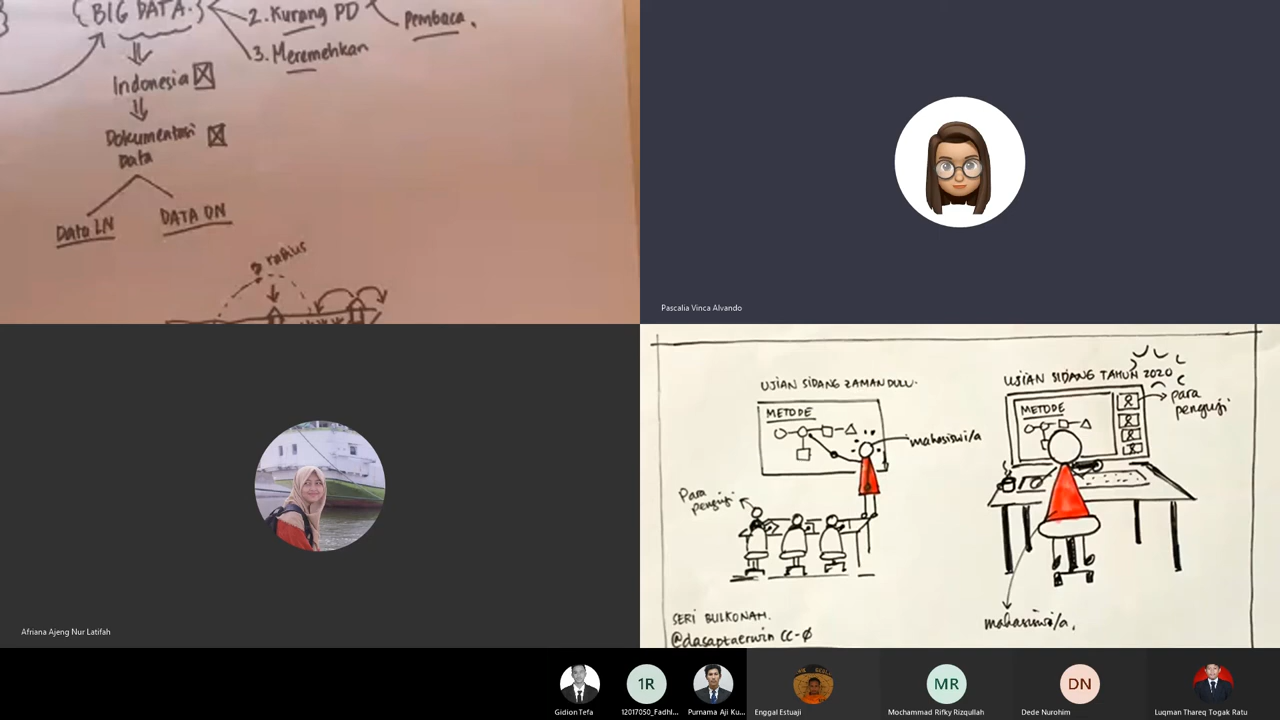 {BIG DATA.}
2. Kurang PD
Pembaca.
3. Meremehkan
Indonesia
Dokumentasi
Data
Data LN
DATA DN
radius
Pascalia Vinca Alvando
Afriana Ajeng Nur Latifah
UJIAN SIDANG ZAMAN DULU.
METODE
mahasiswi/a
Para
penguji
UJIAN SIDANG TAHUN 2020
METODE
para
penguji
mahasiswi/a.
SERI BULKONAH.
@dasaptaerwin CC-Ø
1R
MR
DN
Gidion Tefa
12017050_Fadhl...
Purnama Aji Ku...
Enggal Estuaji
Mochammad Rifky Rizqullah
Dede Nurohim
Luqman Thareq Togak Ratu